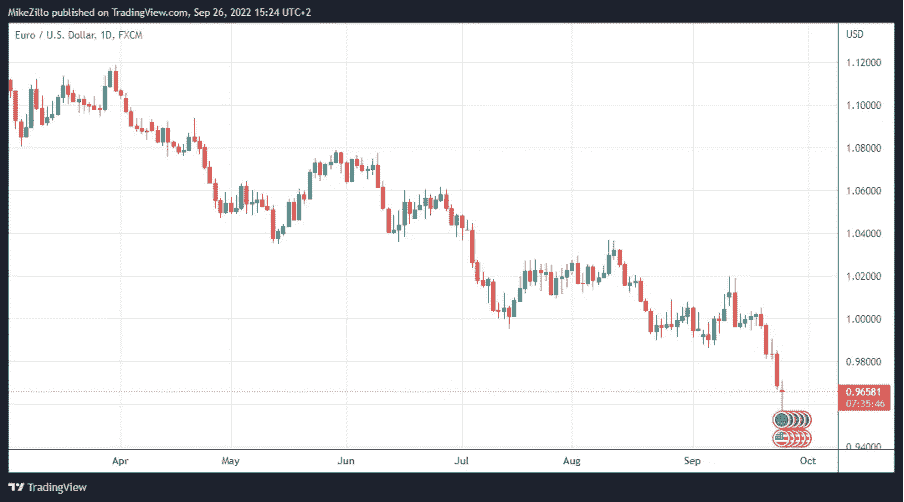 MikeZillo published on TradingView.com, Sep 26, 2022 15:24 UTC+2
Euro / U.S. Dollar, 1D, FXCM
USD
1.12000
1.10000
1.08000
1.06000
1.04000
1.02000
1.00000
0.98000
0.96581
07:35:46
0.94000
Apr May Jun Jul Aug Sep Oct
TradingView